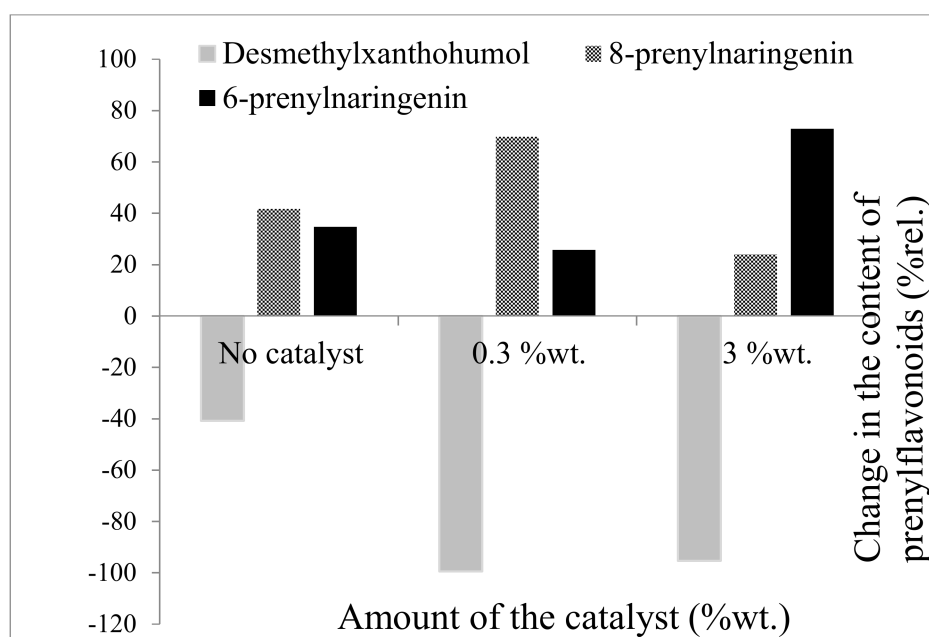 Desmethylxanthohumol
8-prenylnaringenin
6-prenylnaringenin
100
80
60
40
20
0
-20
-40
-60
-80
-100
-120
No catalyst
0.3 %wt.
3 %wt.
Amount of the catalyst (%wt.)
Change in the content of
prenylflavonoids (%rel.)